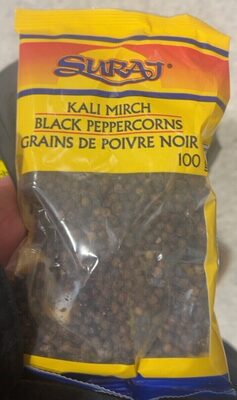 SURAJ®
KALI MIRCH
BLACK PEPPERCORNS
GRAINS DE POIVRE NOIR
100